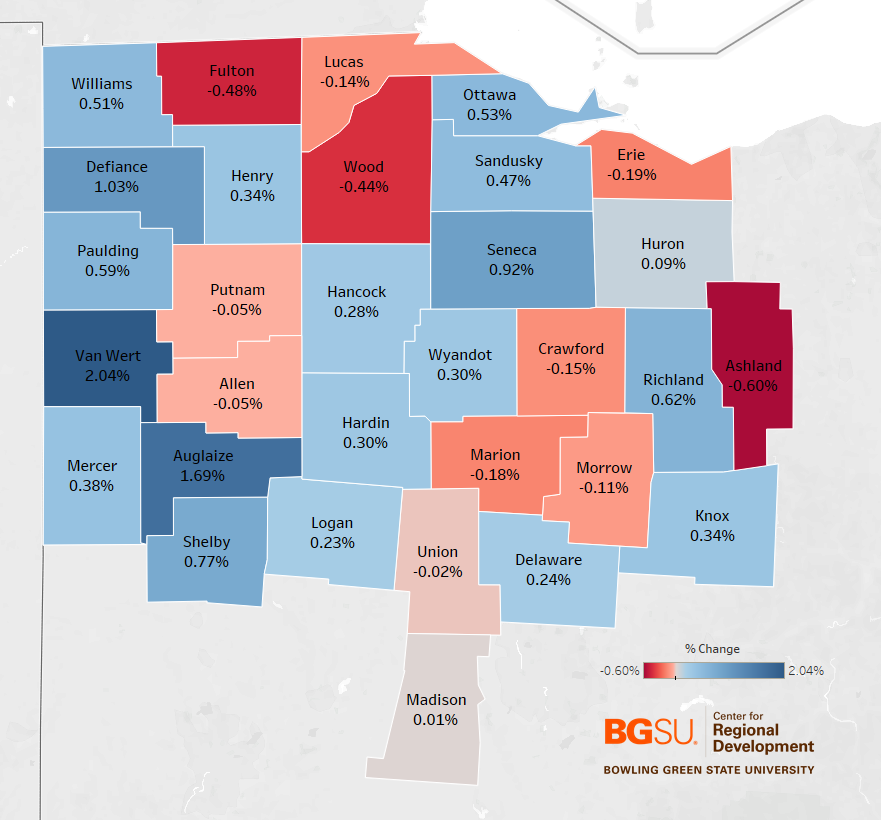 Williams
0.51%
Fulton
-0.48%
Lucas
-0.14%
Ottawa
0.53%
Defiance
1.03%
Henry
0.34%
Wood
-0.44%
Sandusky
0.47%
Erie
-0.19%
Paulding
0.59%
Putnam
-0.05%
Hancock
0.28%
Seneca
0.92%
Huron
0.09%
Van Wert
2.04%
Allen
-0.05%
Wyandot
0.30%
Crawford
-0.15%
Richland
0.62%
Ashland
-0.60%
Mercer
0.38%
Auglaize
1.69%
Hardin
0.30%
Marion
-0.18%
Morrow
-0.11%
Shelby
0.77%
Logan
0.23%
Union
-0.02%
Delaware
0.24%
Knox
0.34%
Madison
0.01%
% Change
-0.60% 2.04%
BGSU.
Center for
Regional
Development
BOWLING GREEN STATE UNIVERSITY